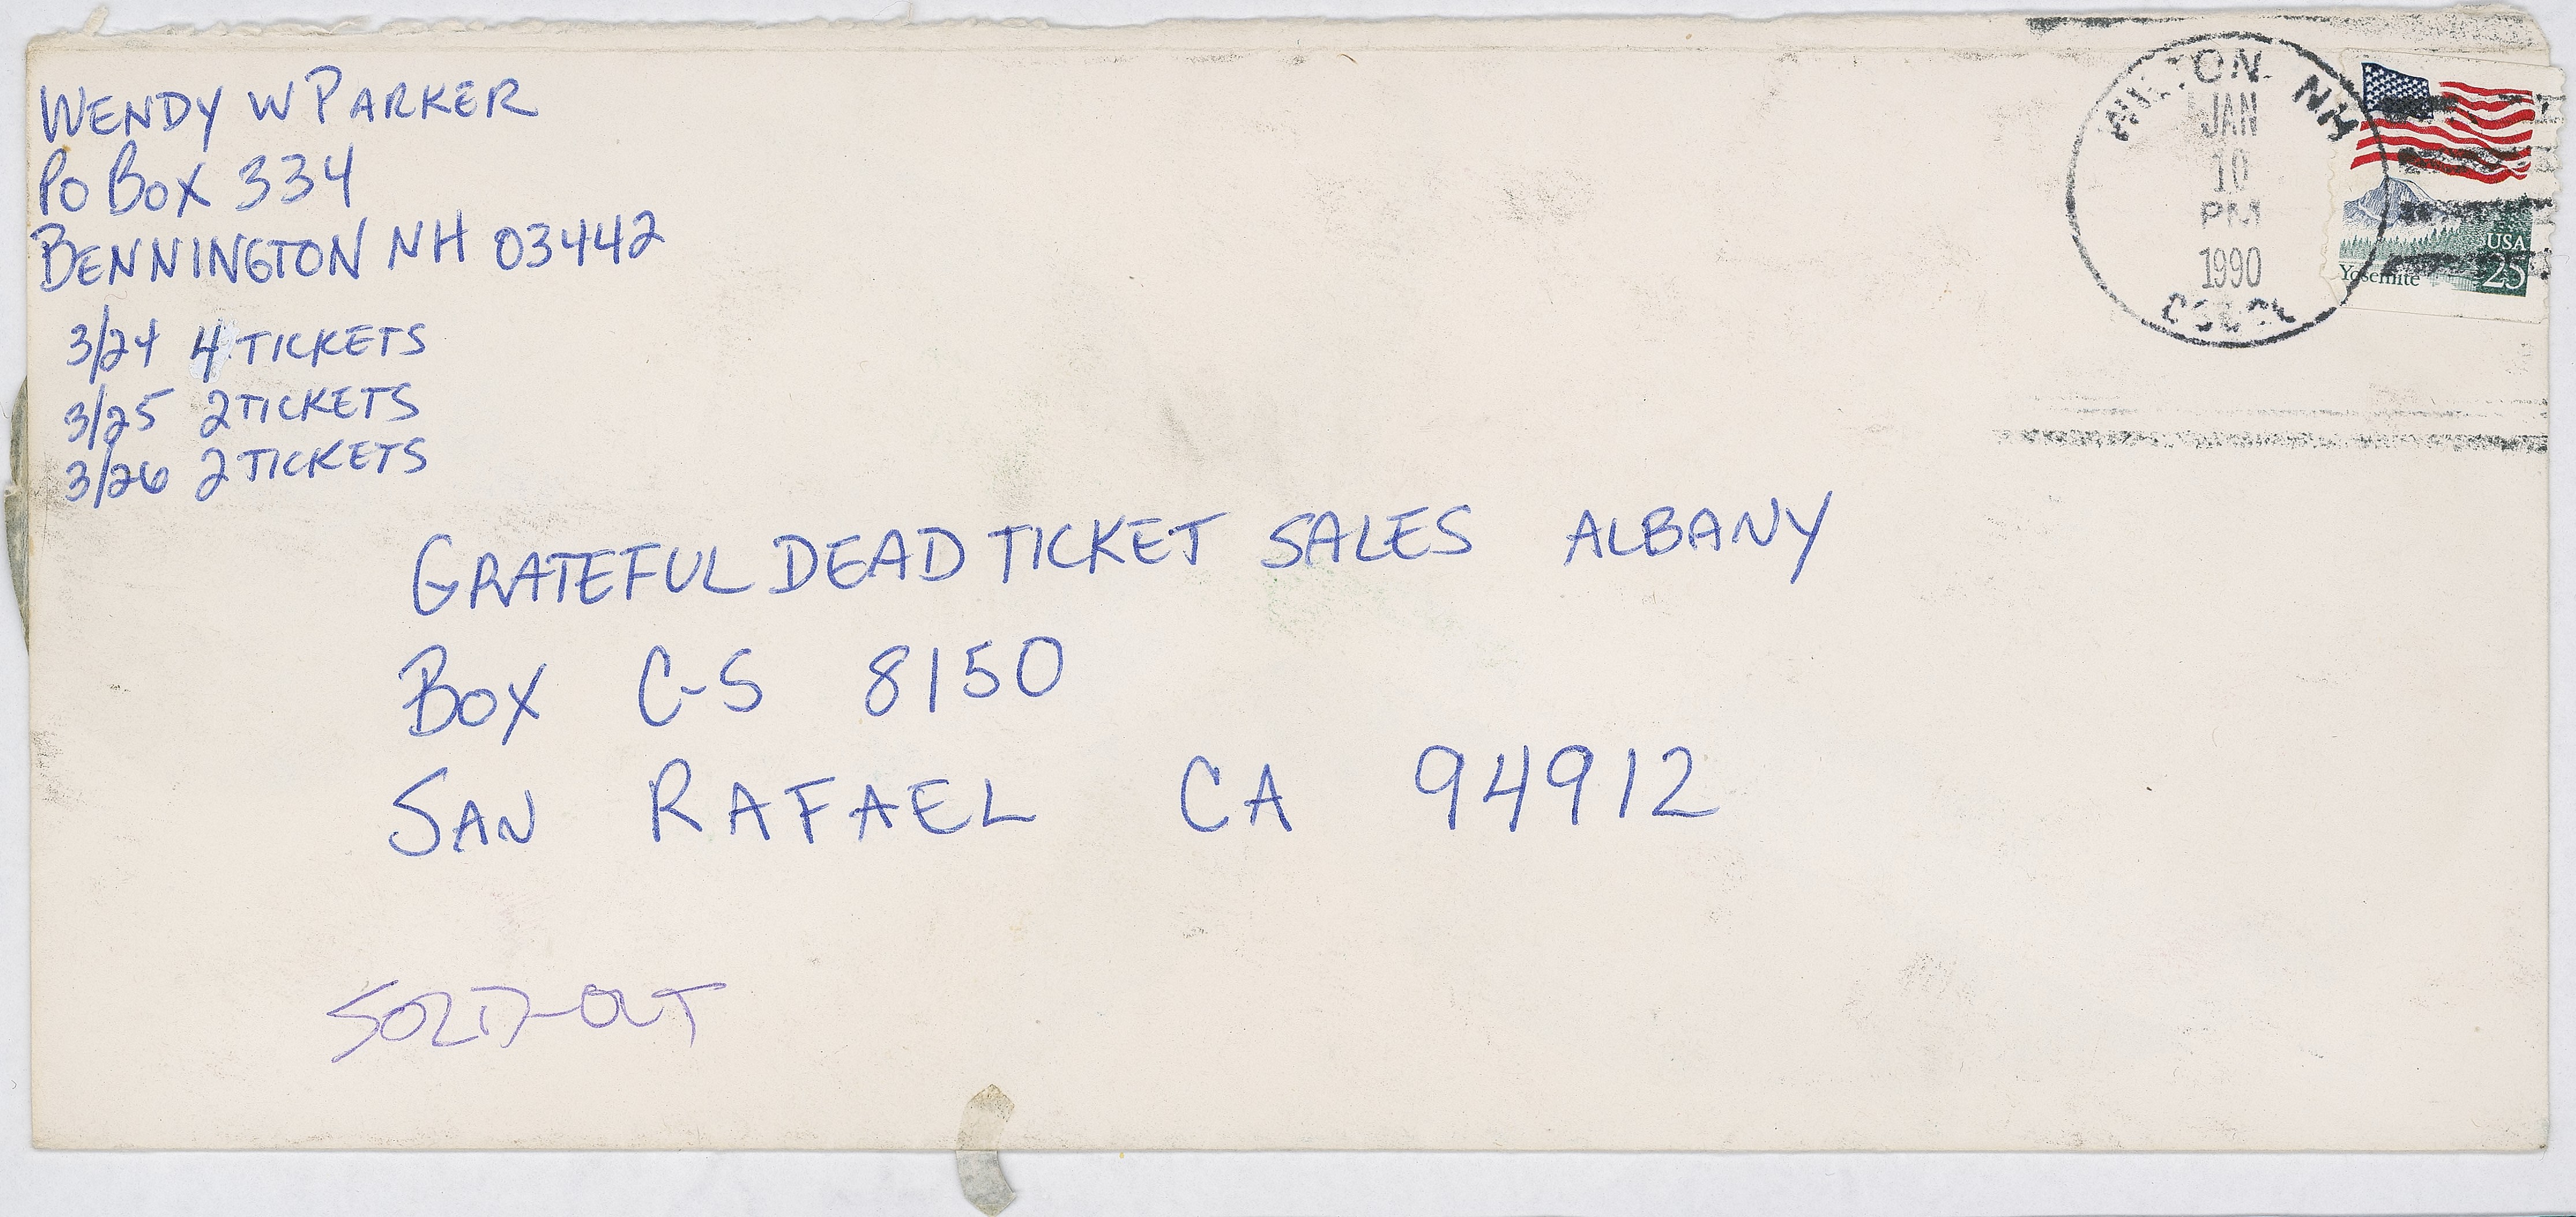 WENDY W PARKER
PO BOX 334
BENNINGTON NH 03442
3/24 4 TICKETS
3/25 2 TICKETS
3/26 2 TICKETS
NH
JAN
10
PM
1990
USA
25
Yosemite
GRATEFUL DEAD TICKET SALES ALBANY
BOX C-S 8150
SAN RAFAEL CA 94912
SOLD-OUT